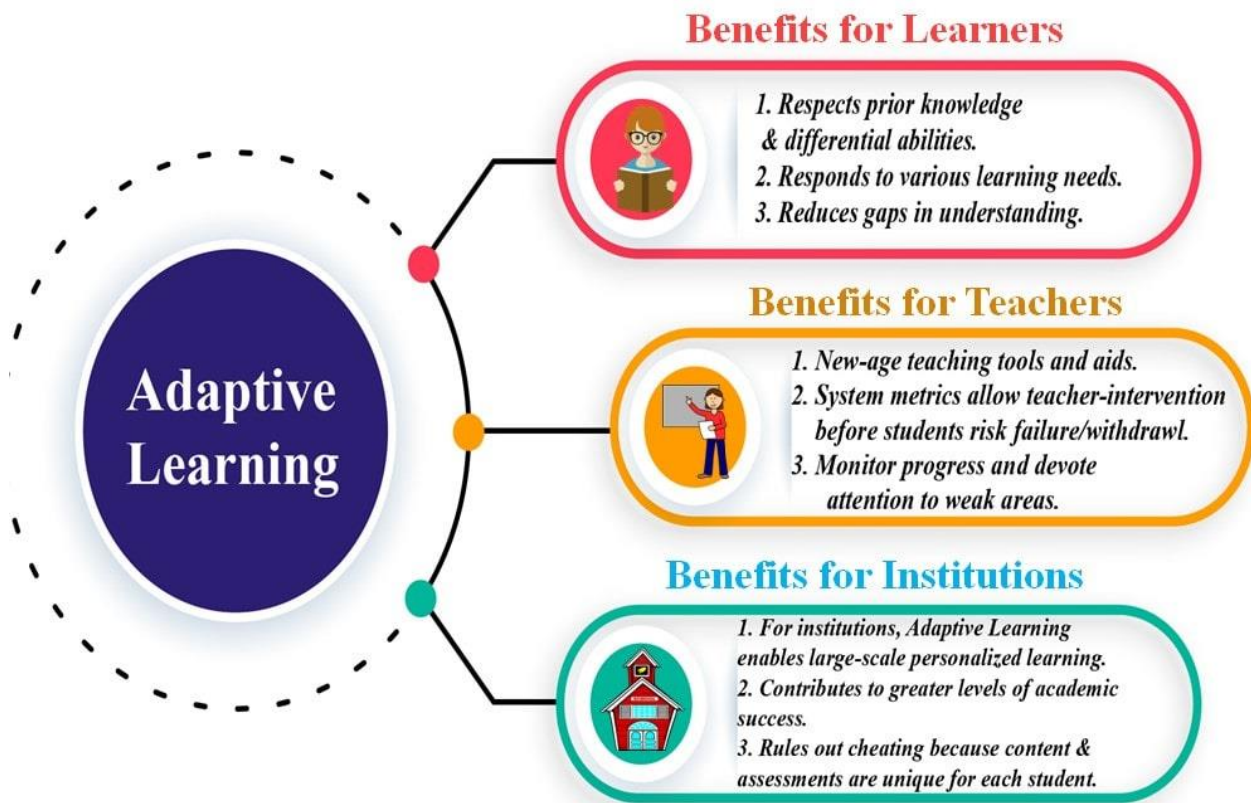 Benefits for Learners
1. Respects prior knowledge
& differential abilities.
2. Responds to various learning needs.
3. Reduces gaps in understanding.
Adaptive
Learning
Benefits for Teachers
1. New-age teaching tools and aids.
2. System metrics allow teacher-intervention
before students risk failure/withdrawl.
3. Monitor progress and devote
attention to weak areas.
Benefits for Institutions
1. For institutions, Adaptive Learning
enables large-scale personalized learning.
2. Contributes to greater levels of academic
success.
3. Rules out cheating because content &
assessments are unique for each student.